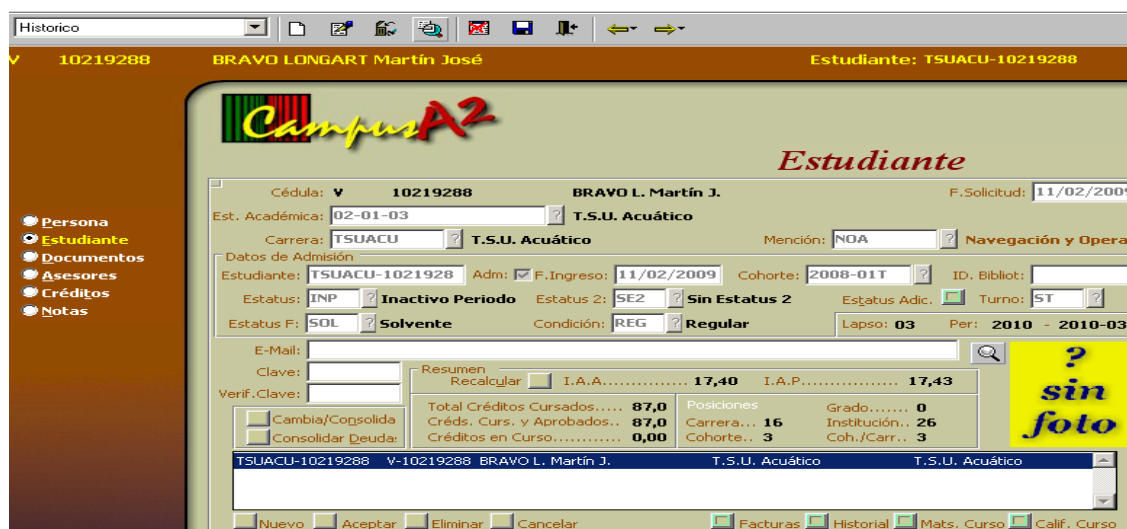 Historico
V 10219288 BRAVO LONGART Martín José Estudiante: TSUACU-10219288
CampusA2
Estudiante
Cédula: V 10219288 BRAVO L. Martín J. F.Solicitud: 11/02/2009
Est. Académica: 02-01-03 ? T.S.U. Acuático
Carrera: TSUACU ? T.S.U. Acuático Mención: NOA ? Navegación y Opera
Persona
Estudiante
Documentos
Asesores
Créditos
Notas
Datos de Admisión
Estudiante: TSUACU-1021928 Adm: F.Ingreso: 11/02/2009 Cohorte: 2008-01T ? ID. Bibliot:
Estatus: INP ? Inactivo Periodo Estatus 2: SE2 ? Sin Estatus 2 Estatus Adic. Turno: ST ?
Estatus F: SOL ? Solvente Condición: REG ? Regular Lapso: 03 Per: 2010 - 2010-03
E-Mail:
Clave:
Verif.Clave:
Cambia/Consolida
Consolidar Deuda:
Resumen
Recalcular I.A.A.............. 17,40 I.A.P................ 17,43
Total Créditos Cursados..... 87,0
Créds. Curs. y Aprobados.. 87,0
Créditos en Curso............ 0,00
Posiciones Grado....... 0
Carrera... 16 Institución.. 26
Cohorte.. 3 Coh./Carr.. 3
? sin foto
TSUACU-10219288 V-10219288 BRAVO L. Martín J. T.S.U. Acuático T.S.U. Acuático
Nuevo Aceptar Eliminar Cancelar Facturas Historial Mats. Curso Calif. Curso